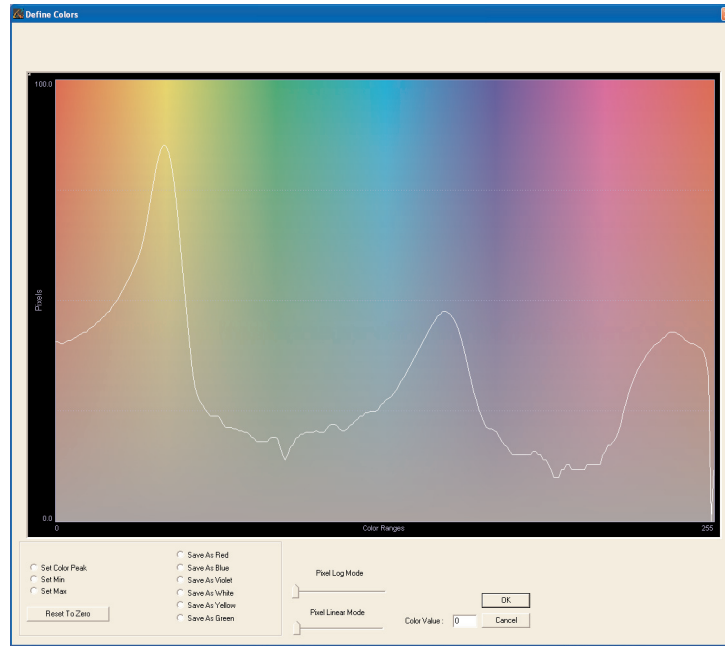 Define Colors
100.0
Pixels
0.0
0
Color Ranges
255
Set Color Peak
Set Min
Set Max
Reset To Zero
Save As Red
Save As Blue
Save As Violet
Save As White
Save As Yellow
Save As Green
Pixel Log Mode
Pixel Linear Mode
Color Value :
0
OK
Cancel